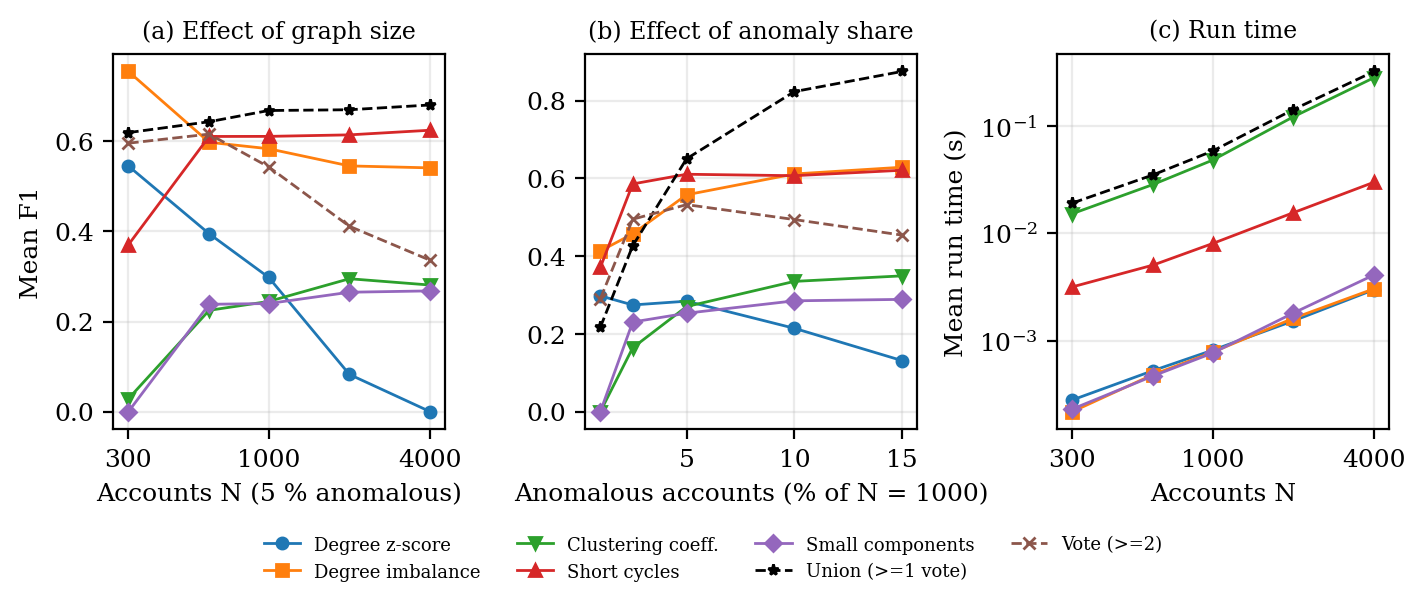 (a) Effect of graph size
(b) Effect of anomaly share
(c) Run time
Mean F1
0.6
0.4
0.2
0.0
300 1000 4000
Accounts N (5 % anomalous)
0.8
0.6
0.4
0.2
0.0
5 10 15
Anomalous accounts (% of N = 1000)
Mean run time (s)
10⁻¹
10⁻²
10⁻³
300 1000 4000
Accounts N
Degree z-score
Degree imbalance
Clustering coeff.
Short cycles
Small components
Union (>=1 vote)
Vote (>=2)